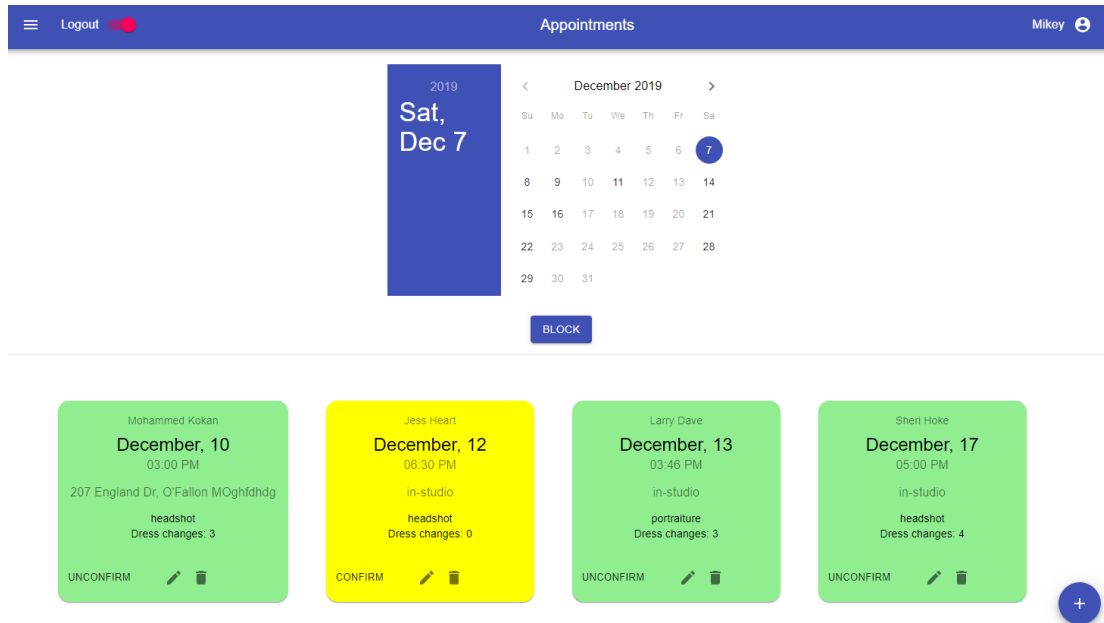 Logout
Appointments
Mikey
2019
Sat,
Dec 7
December 2019
Su Mo Tu We Th Fr Sa
1 2 3 4 5 6 7
8 9 10 11 12 13 14
15 16 17 18 19 20 21
22 23 24 25 26 27 28
29 30 31
BLOCK
Mohammed Kokan
December, 10
03:00 PM
207 England Dr, O'Fallon MOghfdhdg
headshot
Dress changes: 3
UNCONFIRM
Jess Heart
December, 12
06:30 PM
in-studio
headshot
Dress changes: 0
CONFIRM
Larry Dave
December, 13
03:46 PM
in-studio
portraiture
Dress changes: 3
UNCONFIRM
Sheri Hoke
December, 17
05:00 PM
in-studio
headshot
Dress changes: 4
UNCONFIRM